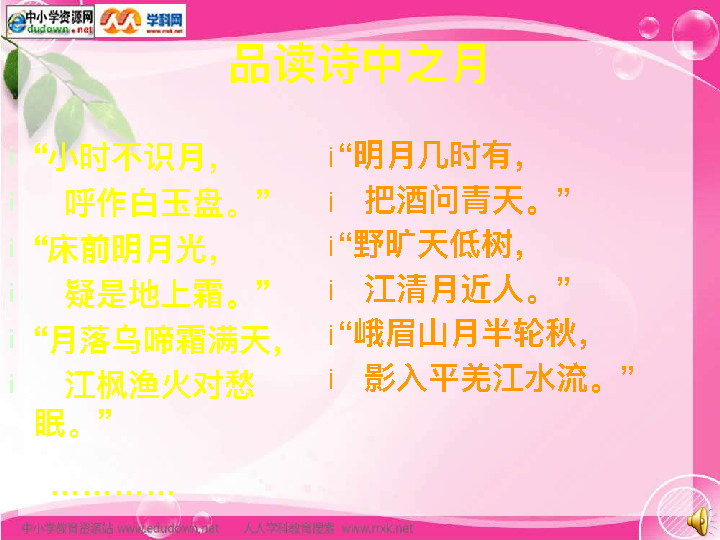 中小学资源网
dudown.net
学科网
www.nxk.net
品读诗中之月
“小时不识月，
呼作白玉盘。”
“床前明月光，
疑是地上霜。”
“月落乌啼霜满天，
江枫渔火对愁
眠。”
…………
i “明月几时有，
i 把酒问青天。”
i “野旷天低树，
i 江清月近人。”
i “峨眉山月半轮秋，
i 影入平羌江水流。”
中小学教育资源站 www.edudown.net 人人学科教育搜索 www.rrxk.net